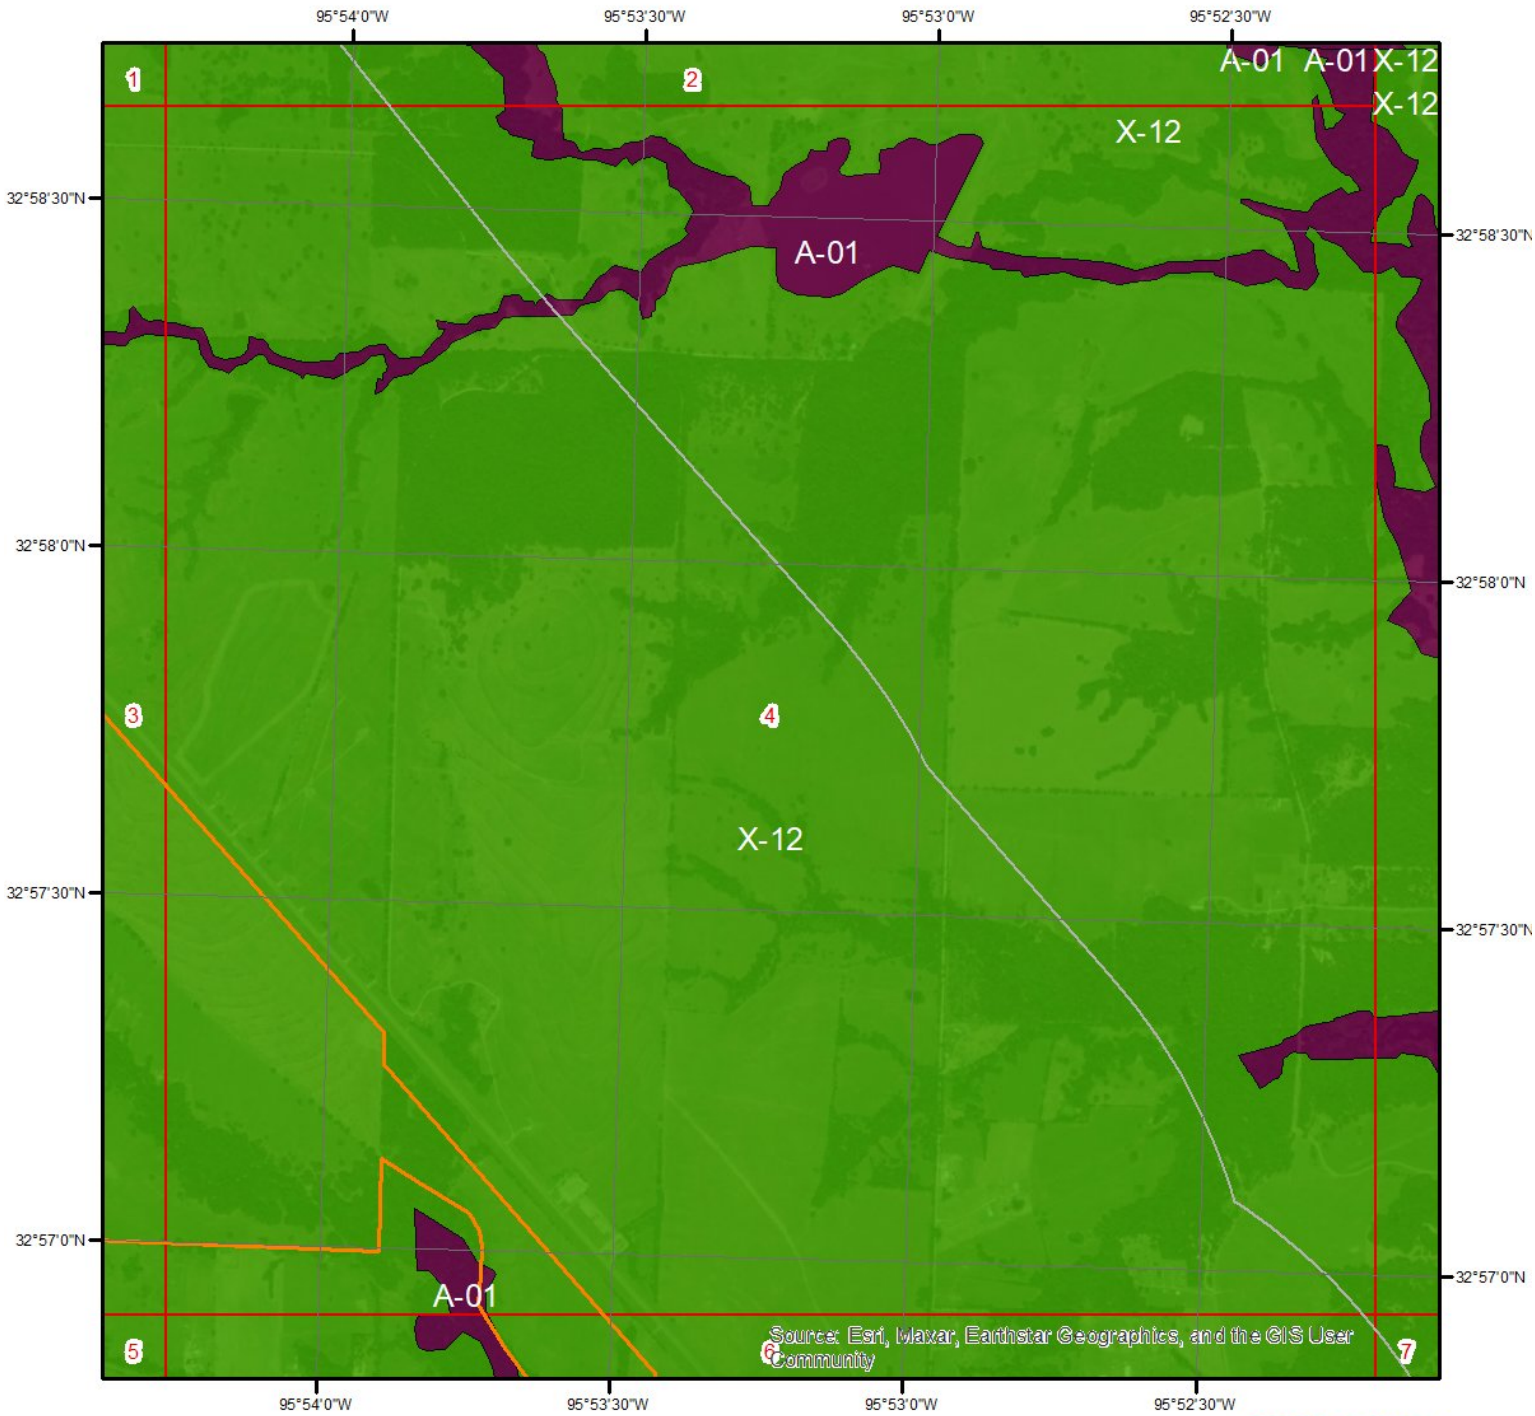 95°54'0"W 95°53'30"W 95°53'0"W 95°52'30"W
1 2 A-01 A-01 X-12
X-12
X-12
32°58'30"N
32°58'30"N
A-01
32°58'0"N
32°58'0"N
3 4
X-12
32°57'30"N
32°57'30"N
32°57'0"N
32°57'0"N
A-01
Source: Esri, Maxar, Earthstar Geographics, and the GIS User
Community
5 6 7
95°54'0"W 95°53'30"W 95°53'0"W 95°52'30"W